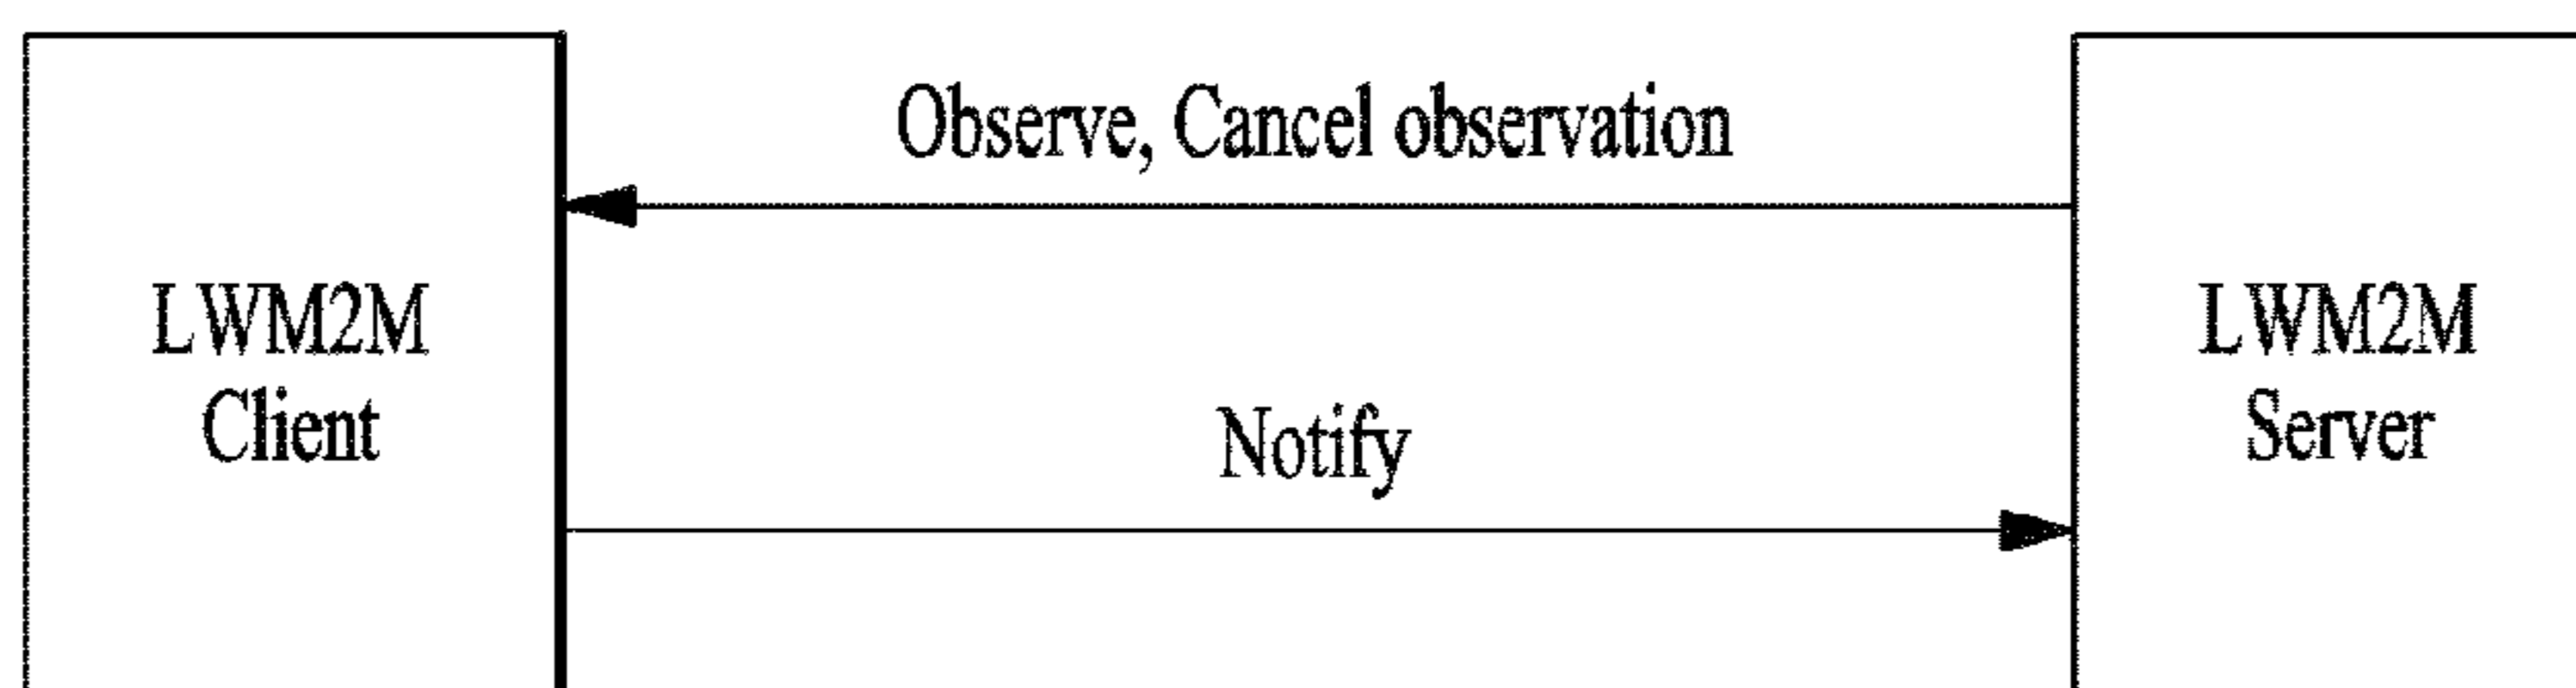 Observe, Cancel observation
LWM2M
Client
Notify
LWM2M
Server